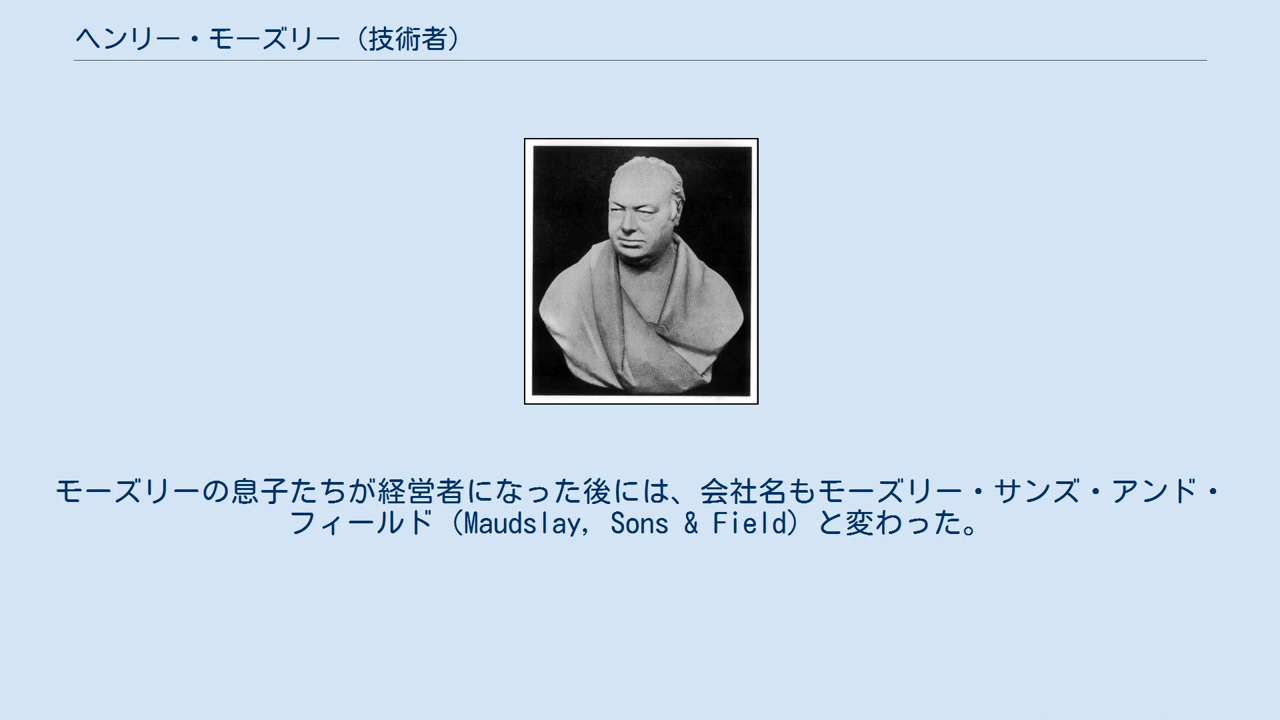 ヘンリー・モーズリー（技術者）
モーズリーの息子たちが経営者になった後には、会社名もモーズリー・サンズ・アンド・
フィールド（Maudslay, Sons & Field）と変わった。